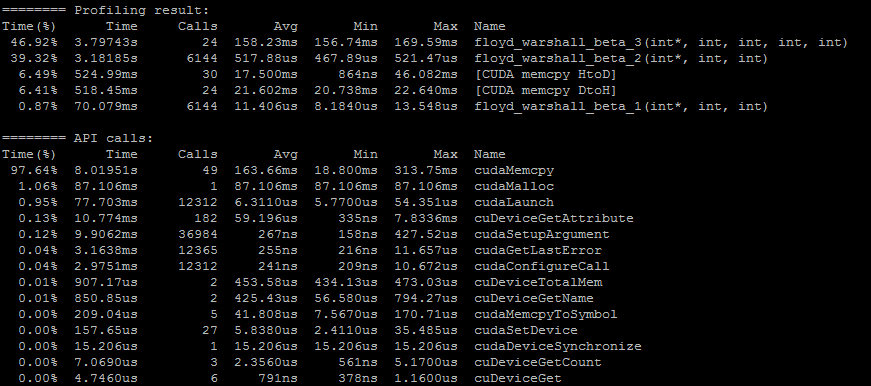 ======== Profiling result:
Time(%)      Time     Calls       Avg       Min       Max  Name
 46.92%  3.79743s        24  158.23ms  156.74ms  169.59ms  floyd_warshall_beta_3(int*, int, int, int, int)
 39.32%  3.18185s      6144  517.88us  467.89us  521.47us  floyd_warshall_beta_2(int*, int, int)
  6.49%  524.99ms        30  17.500ms     864ns  46.082ms  [CUDA memcpy HtoD]
  6.41%  518.45ms        24  21.602ms  20.738ms  22.640ms  [CUDA memcpy DtoH]
  0.87%  70.079ms      6144  11.406us  8.1840us  13.548us  floyd_warshall_beta_1(int*, int, int)
======== API calls:
Time(%)      Time     Calls       Avg       Min       Max  Name
 97.64%  8.01951s        49  163.66ms  18.800ms  313.75ms  cudaMemcpy
  1.06%  87.106ms         1  87.106ms  87.106ms  87.106ms  cudaMalloc
  0.95%  77.703ms     12312  6.3110us  5.7700us  54.351us  cudaLaunch
  0.13%  10.774ms       182  59.196us     335ns  7.8336ms  cuDeviceGetAttribute
  0.12%  9.9062ms     36984     267ns     158ns  427.52us  cudaSetupArgument
  0.04%  3.1638ms     12365     255ns     216ns  11.657us  cudaGetLastError
  0.04%  2.9751ms     12312     241ns     209ns  10.672us  cudaConfigureCall
  0.01%  907.17us         2  453.58us  434.13us  473.03us  cuDeviceTotalMem
  0.01%  850.85us         2  425.43us  56.580us  794.27us  cuDeviceGetName
  0.00%  209.04us         5  41.808us  7.5670us  170.71us  cudaMemcpyToSymbol
  0.00%  157.65us        27  5.8380us  2.4110us  35.485us  cudaSetDevice
  0.00%  15.206us         1  15.206us  15.206us  15.206us  cudaDeviceSynchronize
  0.00%  7.0690us         3  2.3560us     561ns  5.1700us  cuDeviceGetCount
  0.00%  4.7460us         6     791ns     378ns  1.1600us  cuDeviceGet